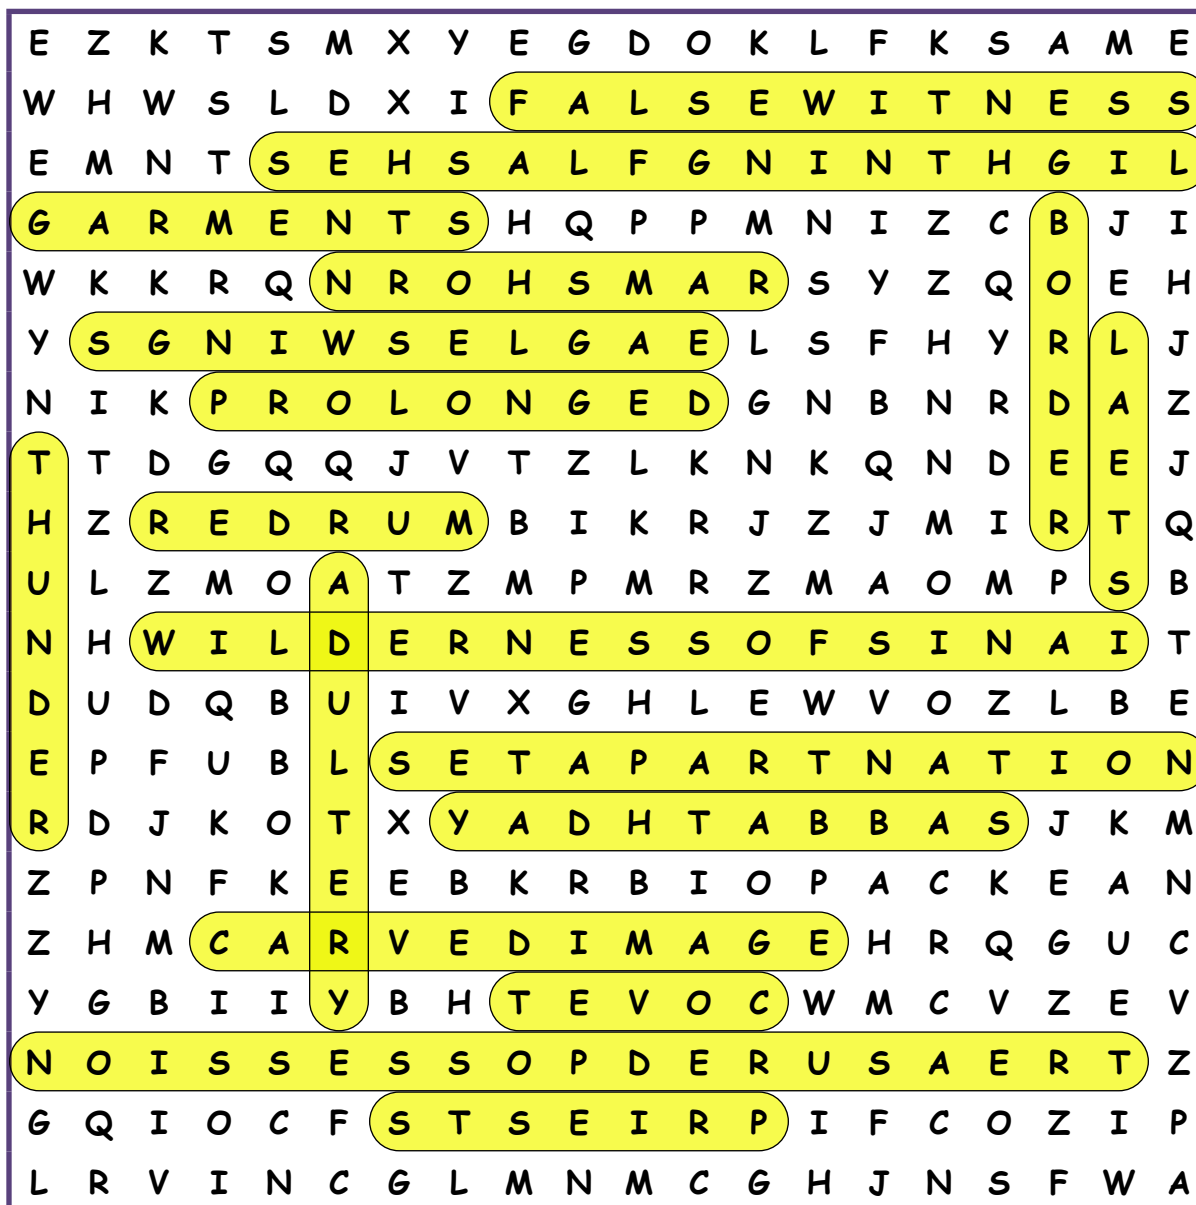 E Z K T S M X Y E G D O K L F K S A M E
W H W S L D X I F A L S E W I T N E S S
E M N T S E H S A L F G N I N T H G I L
G A R M E N T S H Q P P M N I Z C B J I
W K K R Q N R O H S M A R S Y Z Q O E H
Y S G N I W S E L G A E L S F H Y R L J
N I K P R O L O N G E D G N B N R D A Z
T T D G Q Q J V T Z L K N K Q N D E E J
H Z R E D R U M B I K R J Z J M I R T Q
U L Z M O A T Z M P M R Z M A O M P S B
N H W I L D E R N E S S O F S I N A I T
D U D Q B U I V X G H L E W V O Z L B E
E P F U B L S E T A P A R T N A T I O N
R D J K O T X Y A D H T A B B A S J K M
Z P N F K E E B K R B I O P A C K E A N
Z H M C A R V E D I M A G E H R Q G U C
Y G B I I Y B H T E V O C W M C V Z E V
N O I S S E S S O P D E R U S A E R T Z
G Q I O C F S T S E I R P I F C O Z I P
L R V I N C G L M N M C G H J N S F W A